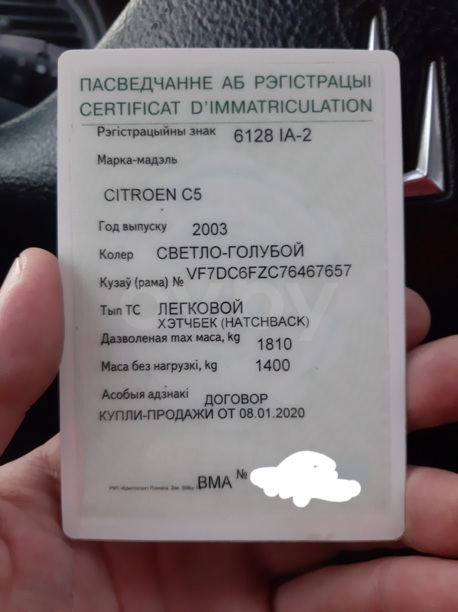 ПАСВЕДЧАННЕ АБ РЭГІСТРАЦЫІ
CERTIFICAT D'IMMATRICULATION
Рэгістрацыйны знак 6128 IA-2
Марка-мадэль
CITROEN C5
Год выпуску 2003
Колер СВЕТЛО-ГОЛУБОЙ
Кузаў (рама) № VF7DC6FZC76467657
Тып ТС ЛЕГКОВОЙ
ХЭТЧБЕК (HATCHBACK)
Дазволеная max маса, kg 1810
Маса без нагрузкі, kg 1400
Асобыя адзнакі ДОГОВОР
КУПЛИ-ПРОДАЖИ ОТ 08.01.2020
ВМА №